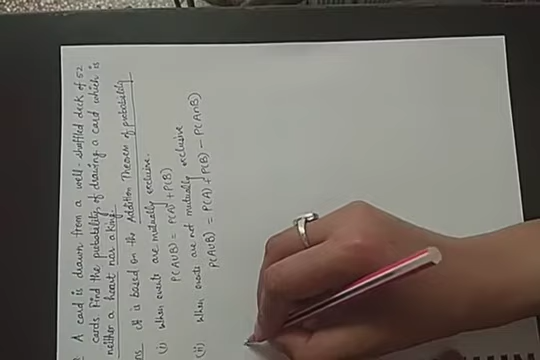 A card is drawn from a well-shuffled deck of 52
cards. Find the probability of drawing a card which is
neither a heart nor a king.
ns It is based on the Addition Theorem of probability
(i) When events are mutually exclusive.
P(A∪B) = P(A) + P(B)
(ii) When events are not mutually exclusive
P(A∪B) = P(A) + P(B) - P(A∩B)